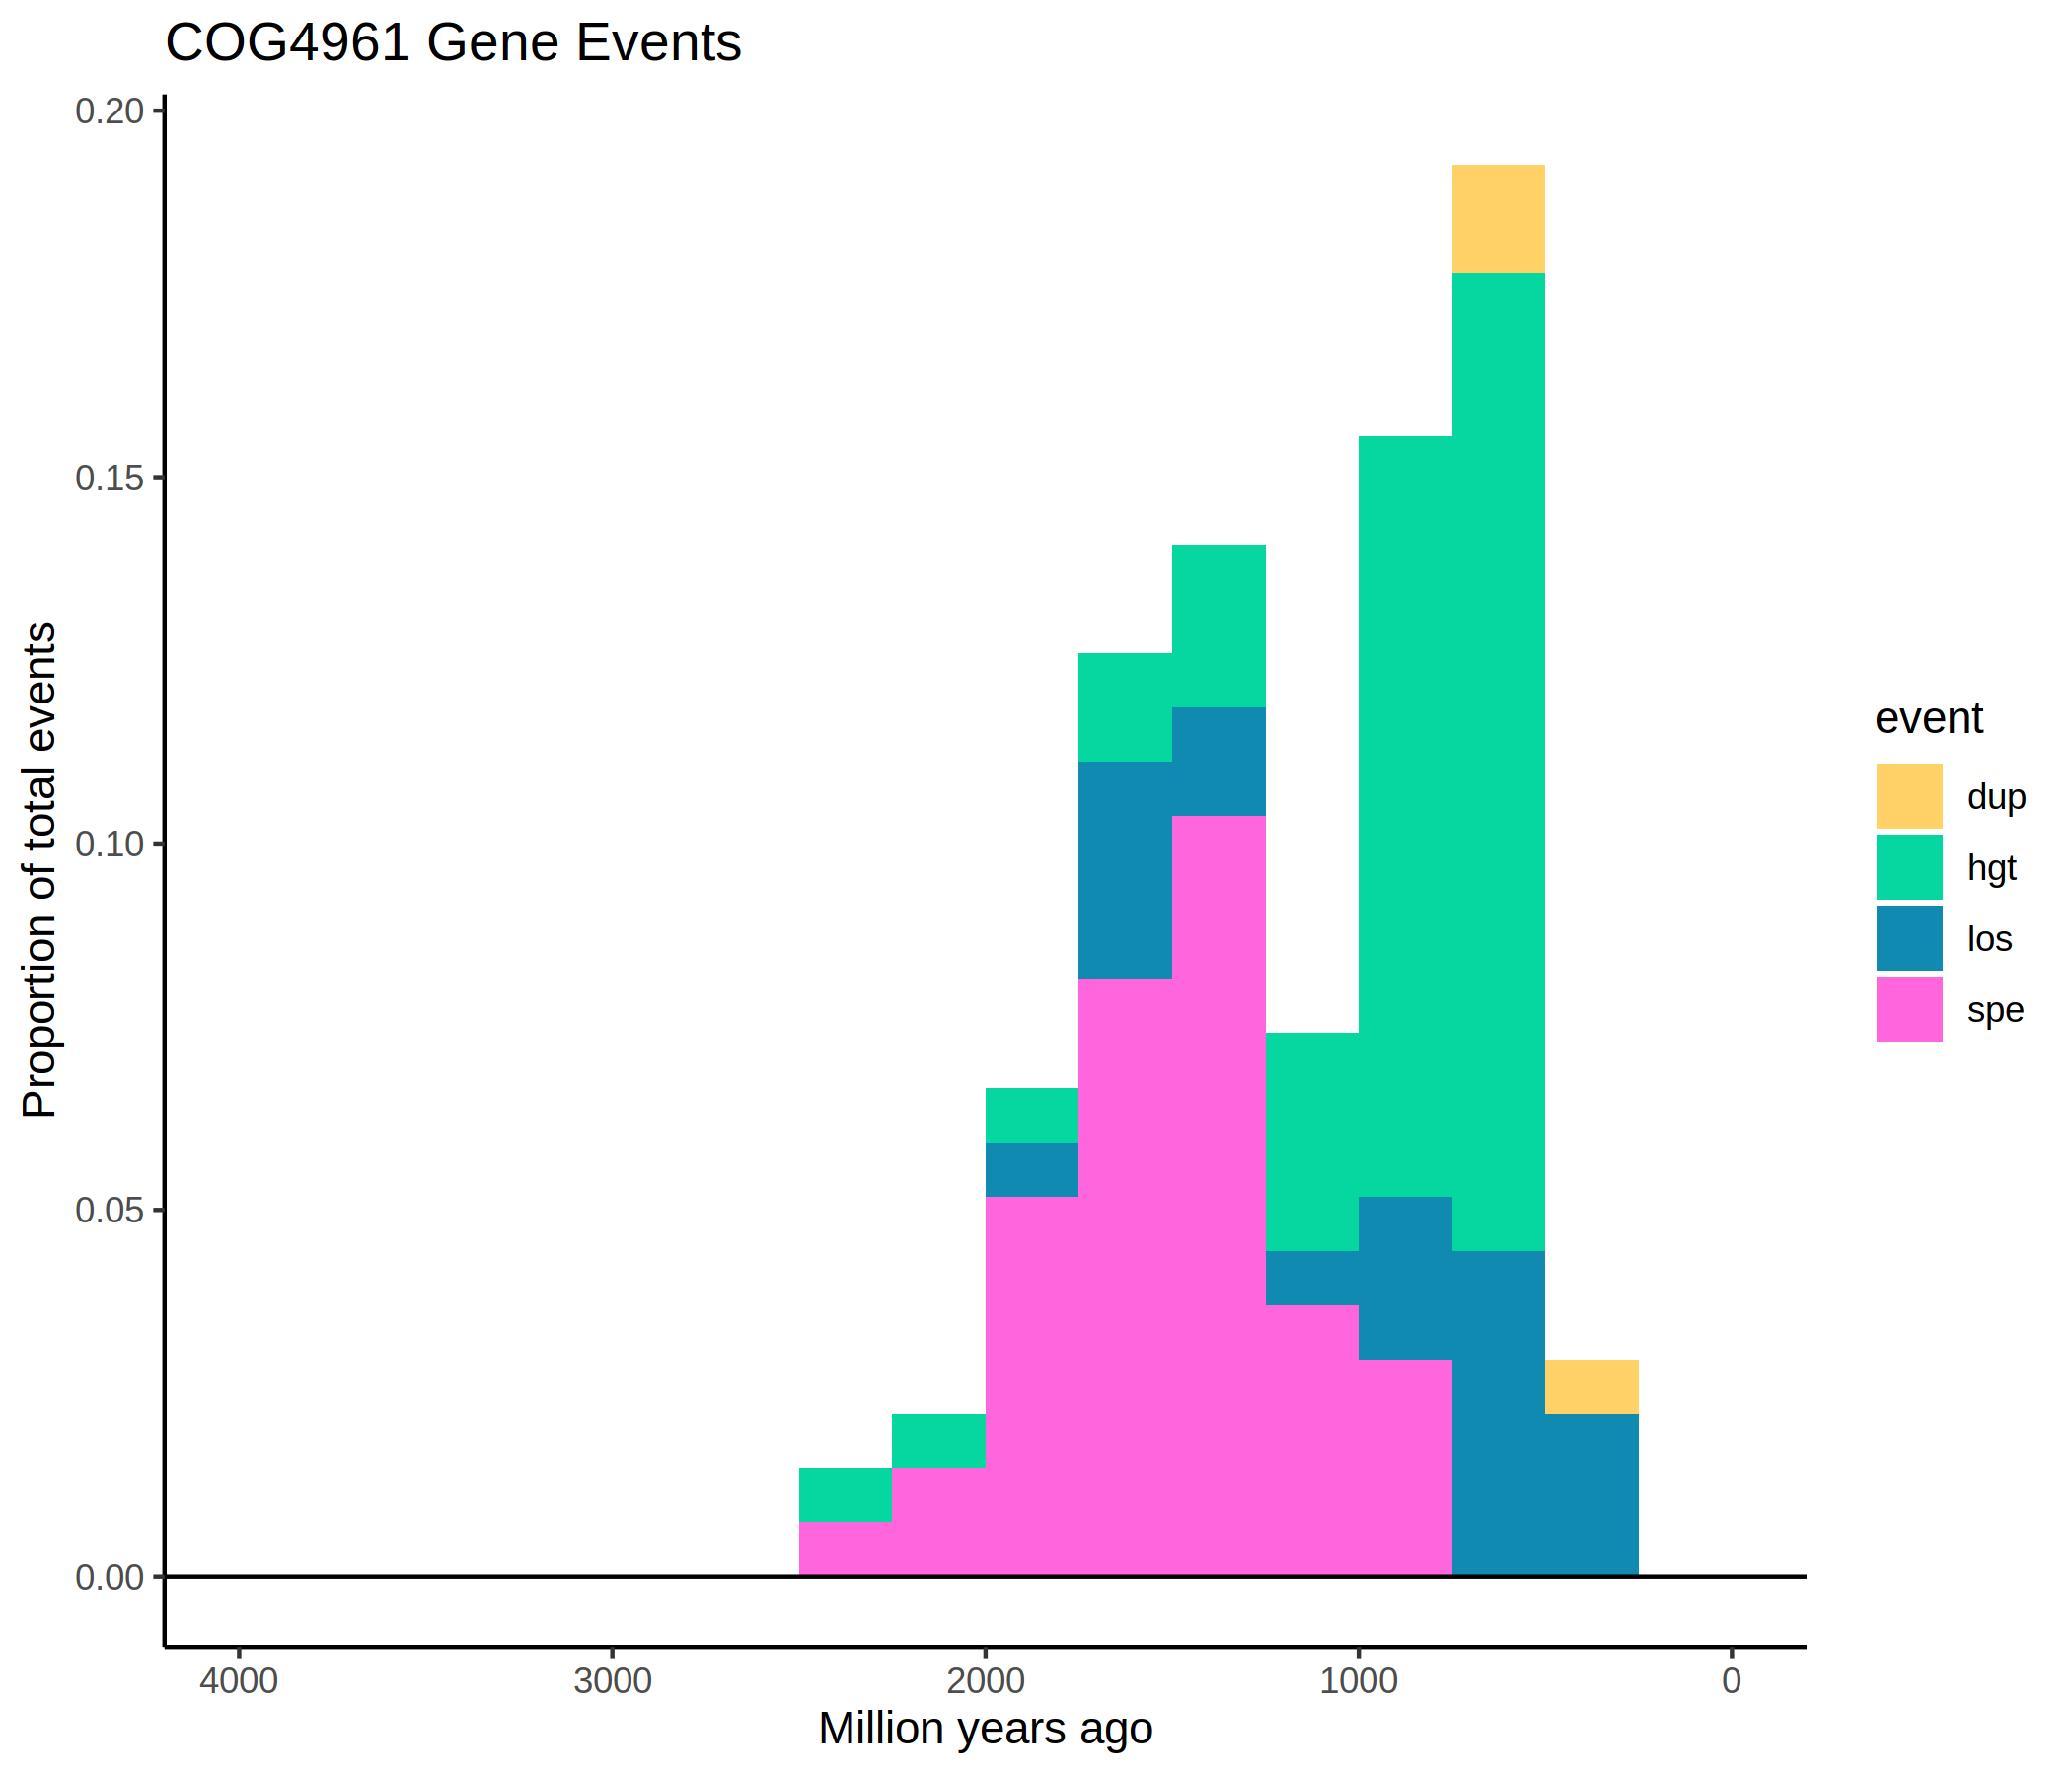 COG4961 Gene Events
0.20
0.15
0.10
0.05
0.00
Proportion of total events
4000 3000 2000 1000 0
Million years ago
event
dup
hgt
los
spe